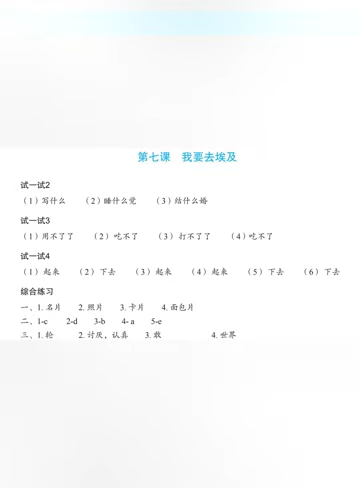 第七课 我要去埃及
试一试2
（1）写什么 （2）睡什么觉 （3）结什么婚
试一试3
（1）用不了了 （2）吃不了 （3）打不了了 （4）吃不了
试一试4
（1）起来 （2）下去 （3）起来 （4）起来 （5）下去 （6）下去
综合练习
一、1. 名片 2. 照片 3. 卡片 4. 面包片
二、1-c 2-d 3-b 4- a 5-e
三、1. 轮 2. 讨厌，认真 3. 敢 4. 世界